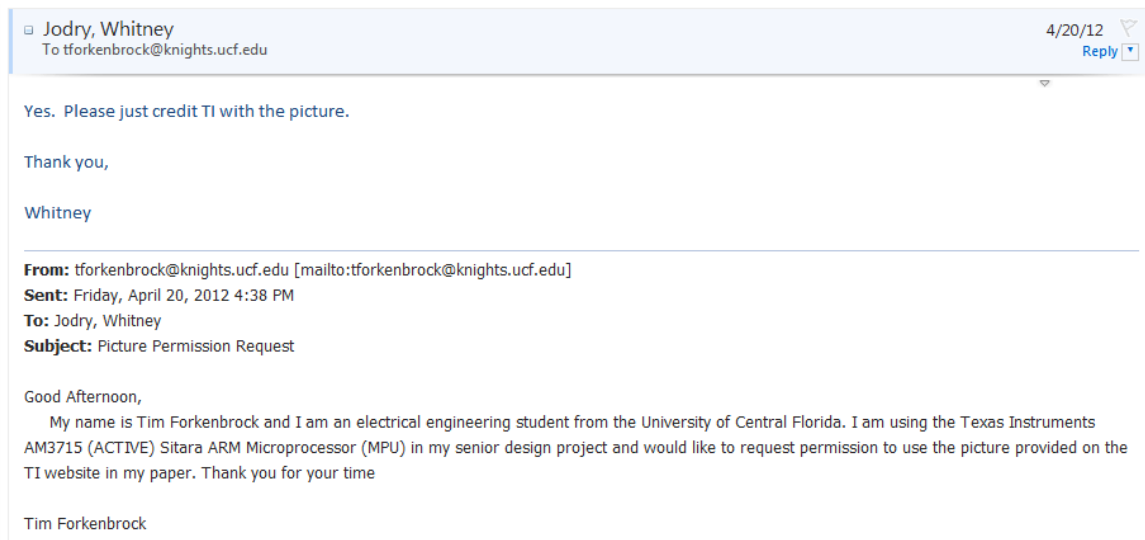 Jodry, Whitney
4/20/12
To tforkenbrock@knights.ucf.edu
Reply
Yes.  Please just credit TI with the picture.
Thank you,
Whitney
From: tforkenbrock@knights.ucf.edu [mailto:tforkenbrock@knights.ucf.edu]
Sent: Friday, April 20, 2012 4:38 PM
To: Jodry, Whitney
Subject: Picture Permission Request
Good Afternoon,
My name is Tim Forkenbrock and I am an electrical engineering student from the University of Central Florida. I am using the Texas Instruments
AM3715 (ACTIVE) Sitara ARM Microprocessor (MPU) in my senior design project and would like to request permission to use the picture provided on the
TI website in my paper. Thank you for your time
Tim Forkenbrock